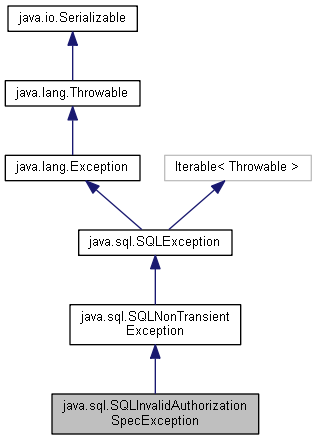 java.io.Serializable
java.lang.Throwable
java.lang.Exception
Iterable< Throwable >
java.sql.SQLException
java.sql.SQLNonTransient
Exception
java.sql.SQLInvalidAuthorization
SpecException